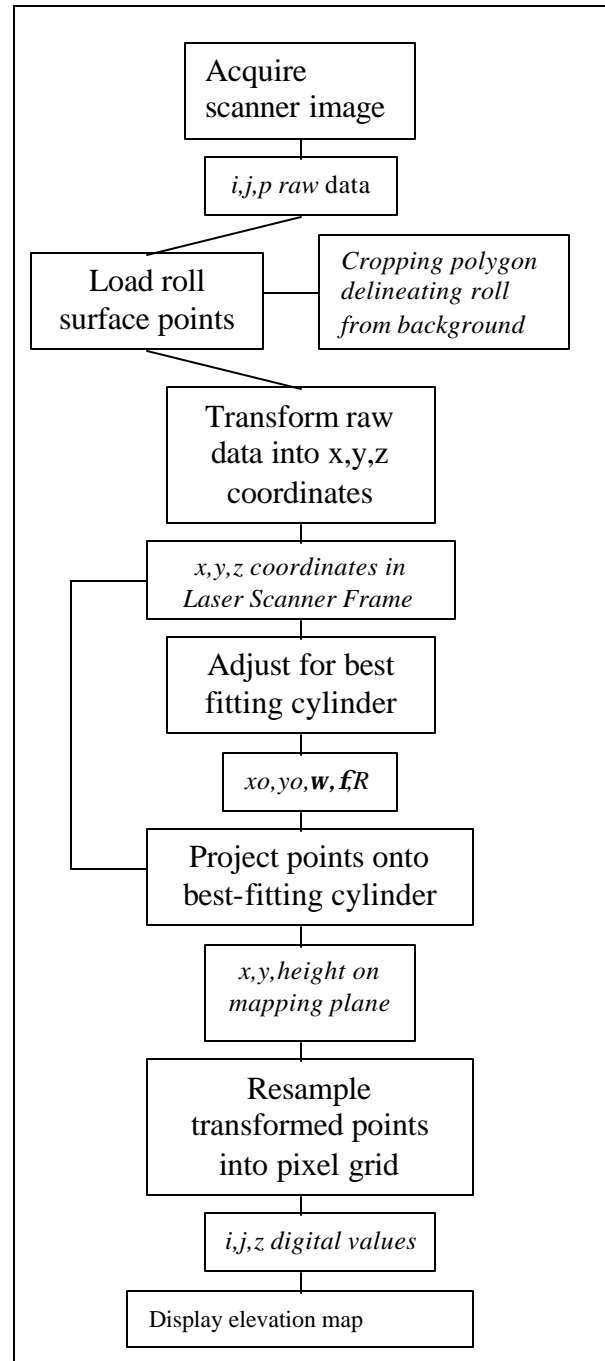 Acquire
scanner image
i,j,p raw data
Load roll
surface points
Cropping polygon
delineating roll
from background
Transform raw
data into x,y,z
coordinates
x,y,z coordinates in
Laser Scanner Frame
Adjust for best
fitting cylinder
xo,yo,w,f,R
Project points onto
best-fitting cylinder
x,y,height on
mapping plane
Resample
transformed points
into pixel grid
i,j,z digital values
Display elevation map